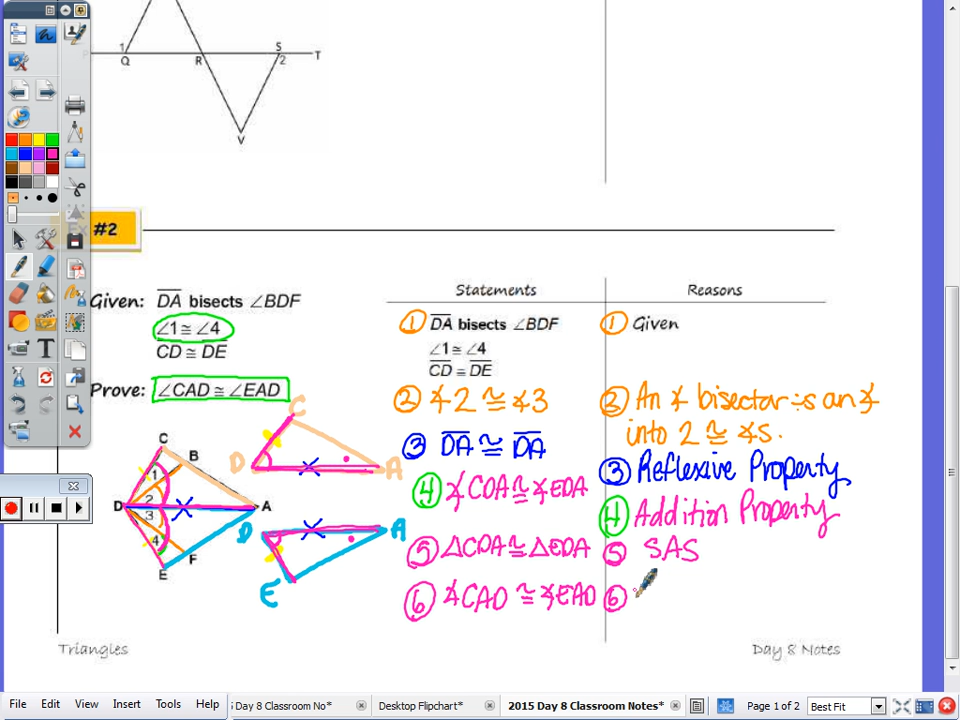 1
Q
R
S
2
T
V
#2
Given: DA bisects ∠BDF
∠1 ≅ ∠4
CD ≅ DE
Prove: ∠CAD ≅ ∠EAD
Statements
Reasons
① DA bisects ∠BDF
∠1 ≅ ∠4
CD ≅ DE
① Given
② ∡2 ≅ ∡3
② An ∡ bisector ÷s an ∡
into 2 ≅ ∡s.
③ DA ≅ DA
③ Reflexive Property
④ ∡CDA ≅ ∡EDA
④ Addition Property
⑤ △CDA ≅ △EDA
⑤ SAS
⑥ ∡CAD ≅ ∡EAD
⑥
C
B
D
A
F
E
1
2
3
4
C
D
A
D
A
E
Triangles
Day 8 Notes
File Edit View Insert Tools Help
5 Day 8 Classroom No*
Desktop Flipchart*
2015 Day 8 Classroom Notes*
Page 1 of 2
Best Fit